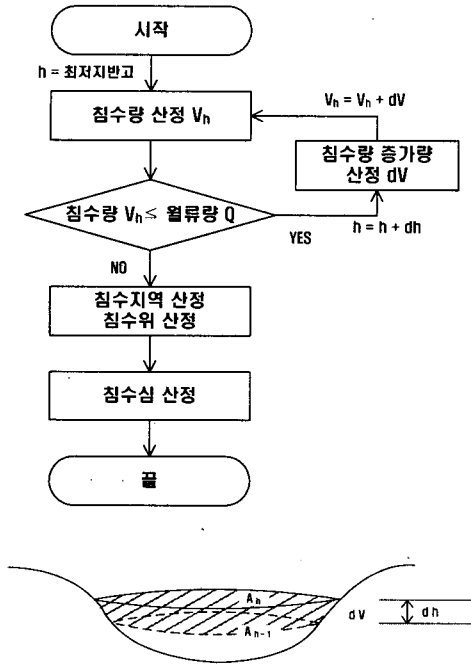 시작
h = 최저지반고
침수량 산정 Vh
Vh = Vh + dV
침수량 증가량
산정 dV
침수량 Vh ≤ 월류량 Q
YES
h = h + dh
NO
침수지역 산정
침수위 산정
침수심 산정
끝
Ah
Ah-1
dV
dh